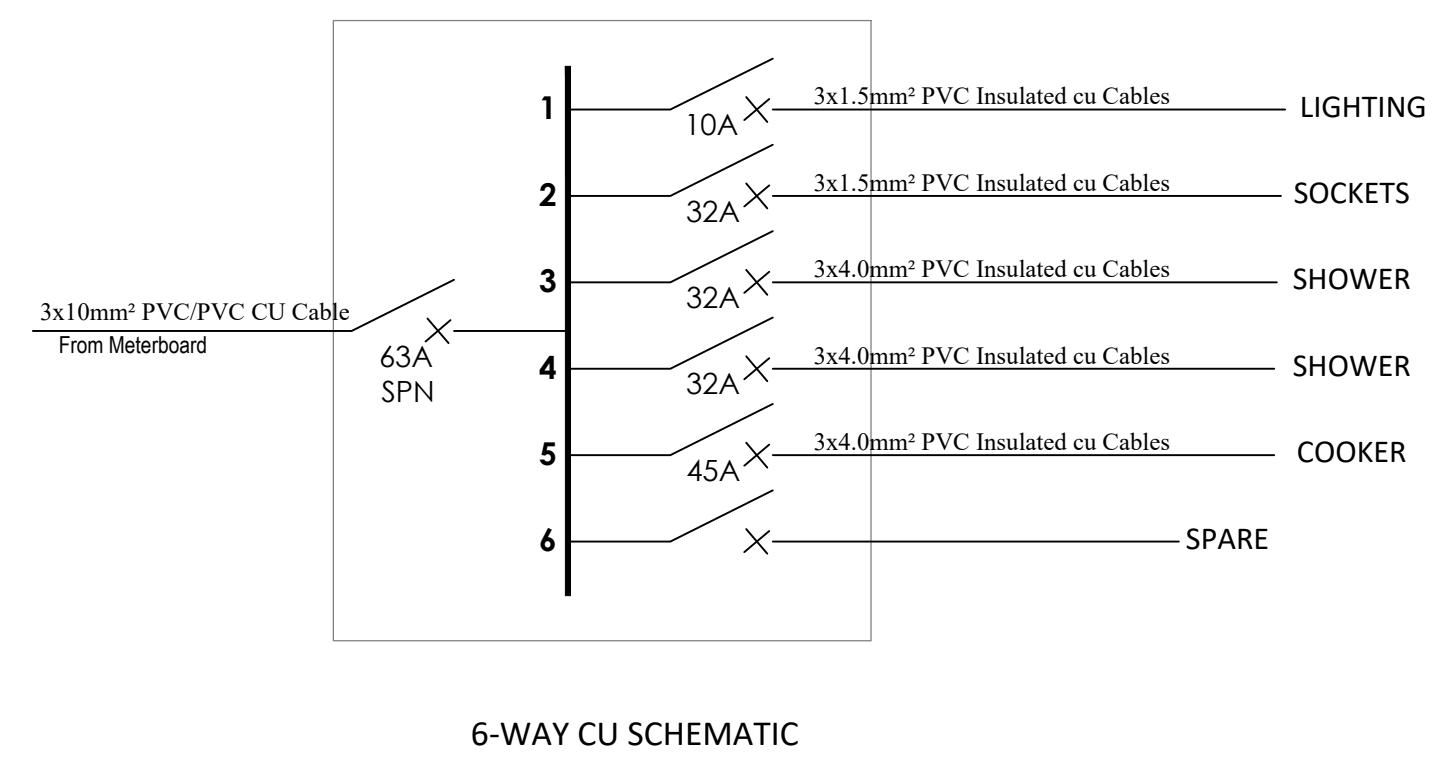 1
10A
3x1.5mm² PVC Insulated cu Cables
LIGHTING
2
32A
3x1.5mm² PVC Insulated cu Cables
SOCKETS
3
32A
3x4.0mm² PVC Insulated cu Cables
SHOWER
3x10mm² PVC/PVC CU Cable
From Meterboard
63A
SPN
4
32A
3x4.0mm² PVC Insulated cu Cables
SHOWER
5
45A
3x4.0mm² PVC Insulated cu Cables
COOKER
6
SPARE
6-WAY CU SCHEMATIC